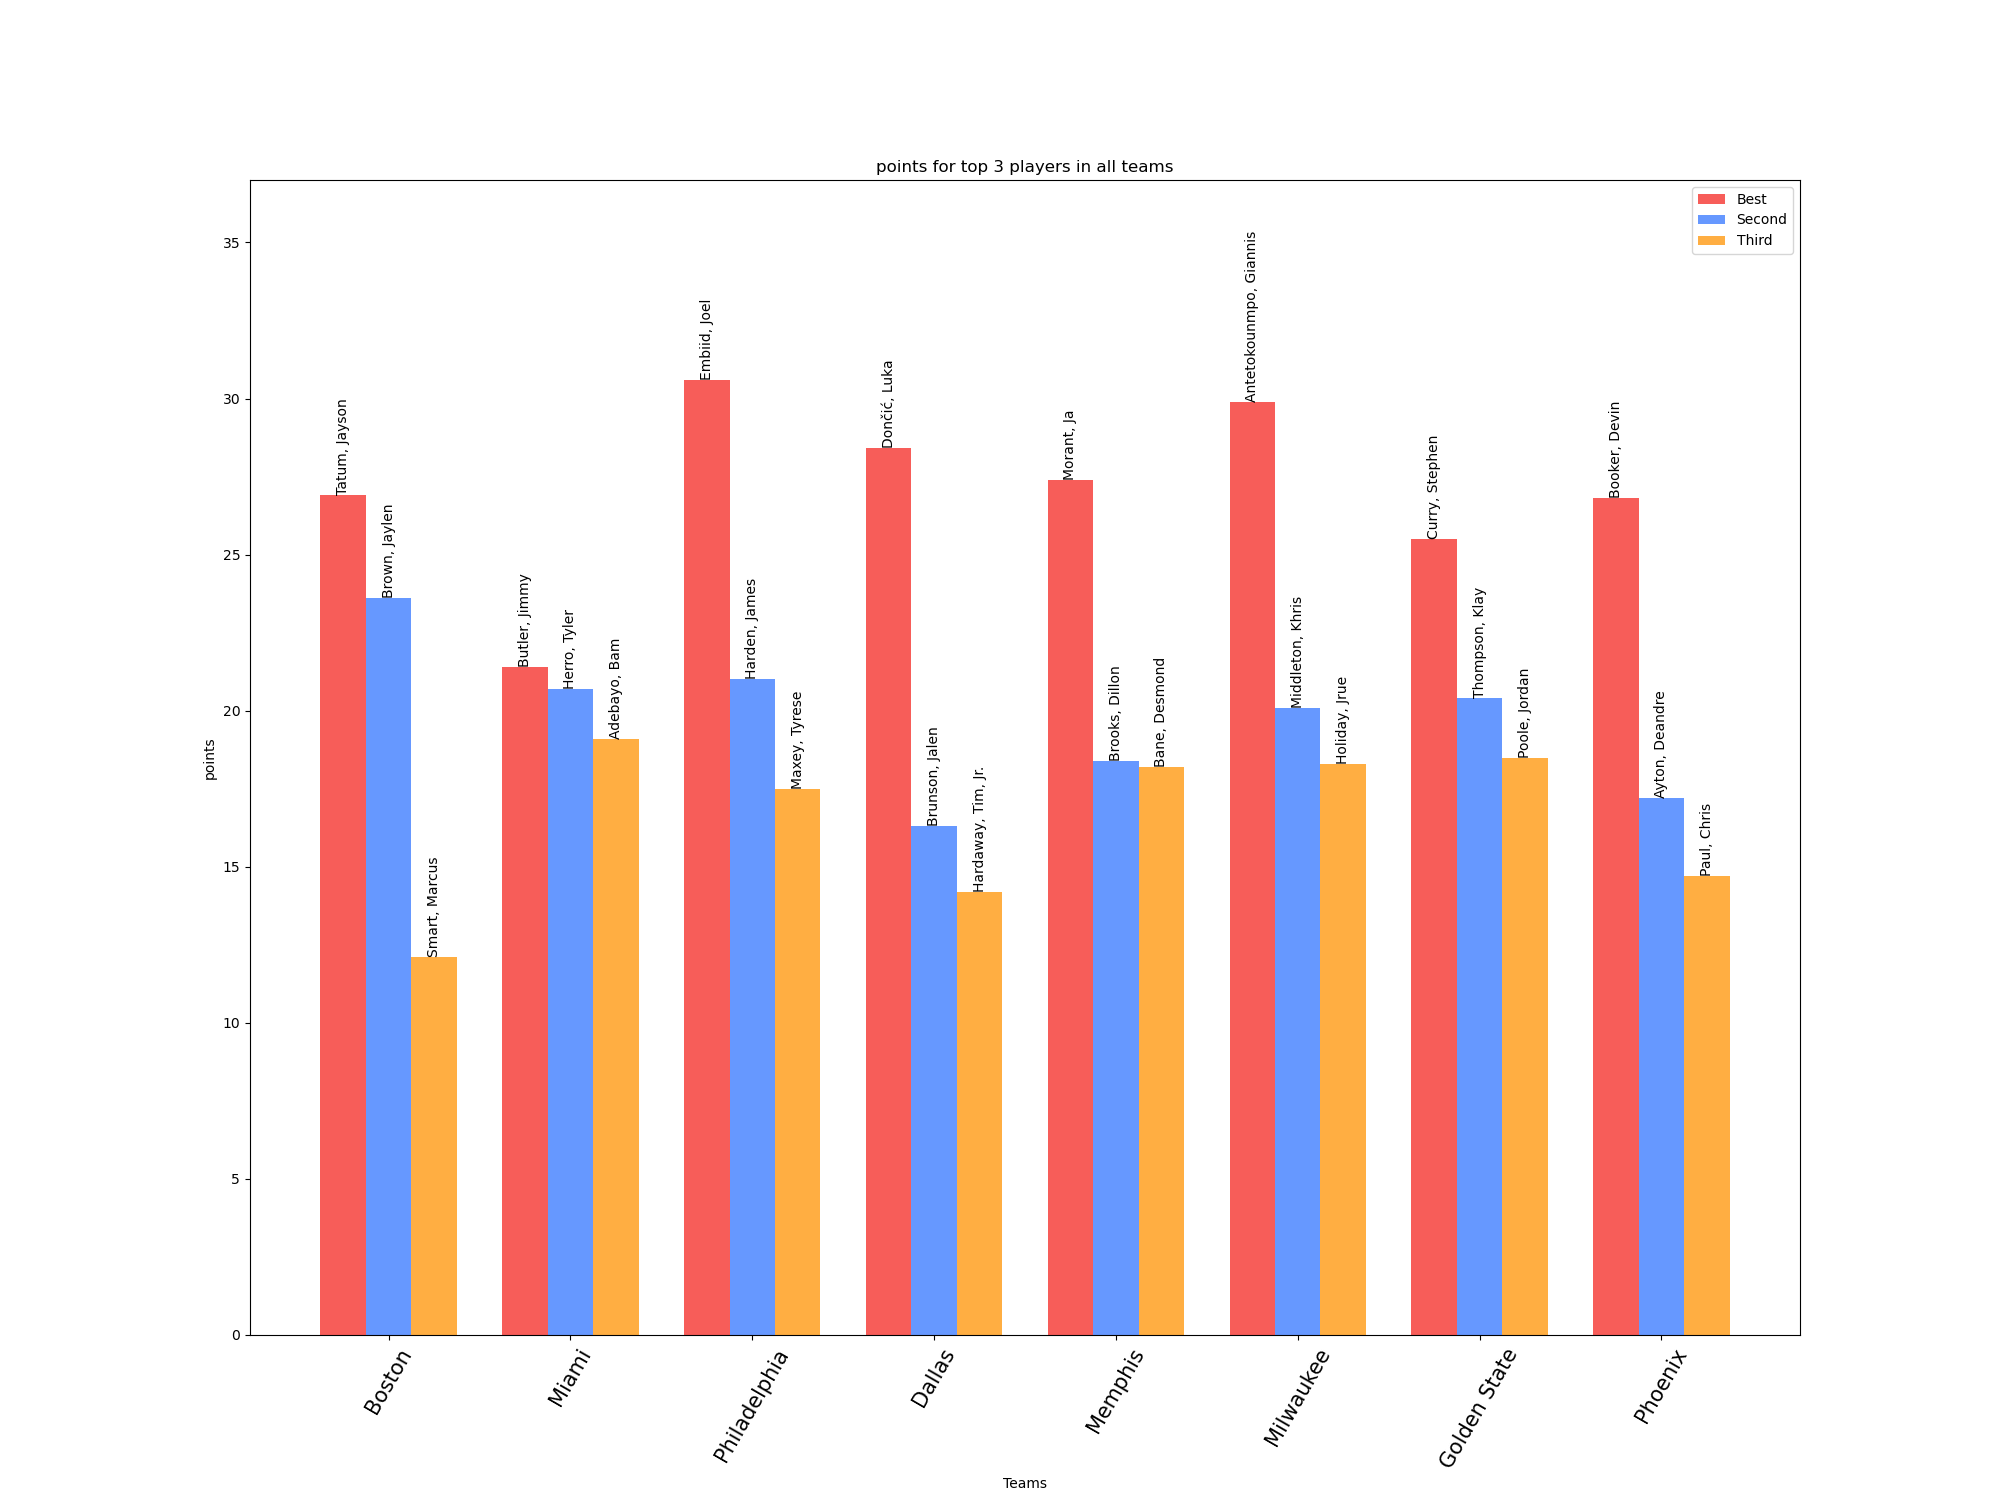 points for top 3 players in all teams
Best
Second
Third
35
30
25
20
15
10
5
0
points
Tatum, Jayson
Brown, Jaylen
Smart, Marcus
Butler, Jimmy
Herro, Tyler
Adebayo, Bam
Embiid, Joel
Harden, James
Maxey, Tyrese
Dončić, Luka
Brunson, Jalen
Hardaway, Tim, Jr.
Morant, Ja
Brooks, Dillon
Bane, Desmond
Antetokounmpo, Giannis
Middleton, Khris
Holiday, Jrue
Curry, Stephen
Thompson, Klay
Poole, Jordan
Booker, Devin
Ayton, Deandre
Paul, Chris
Boston
Miami
Philadelphia
Dallas
Memphis
Milwaukee
Golden State
Phoenix
Teams